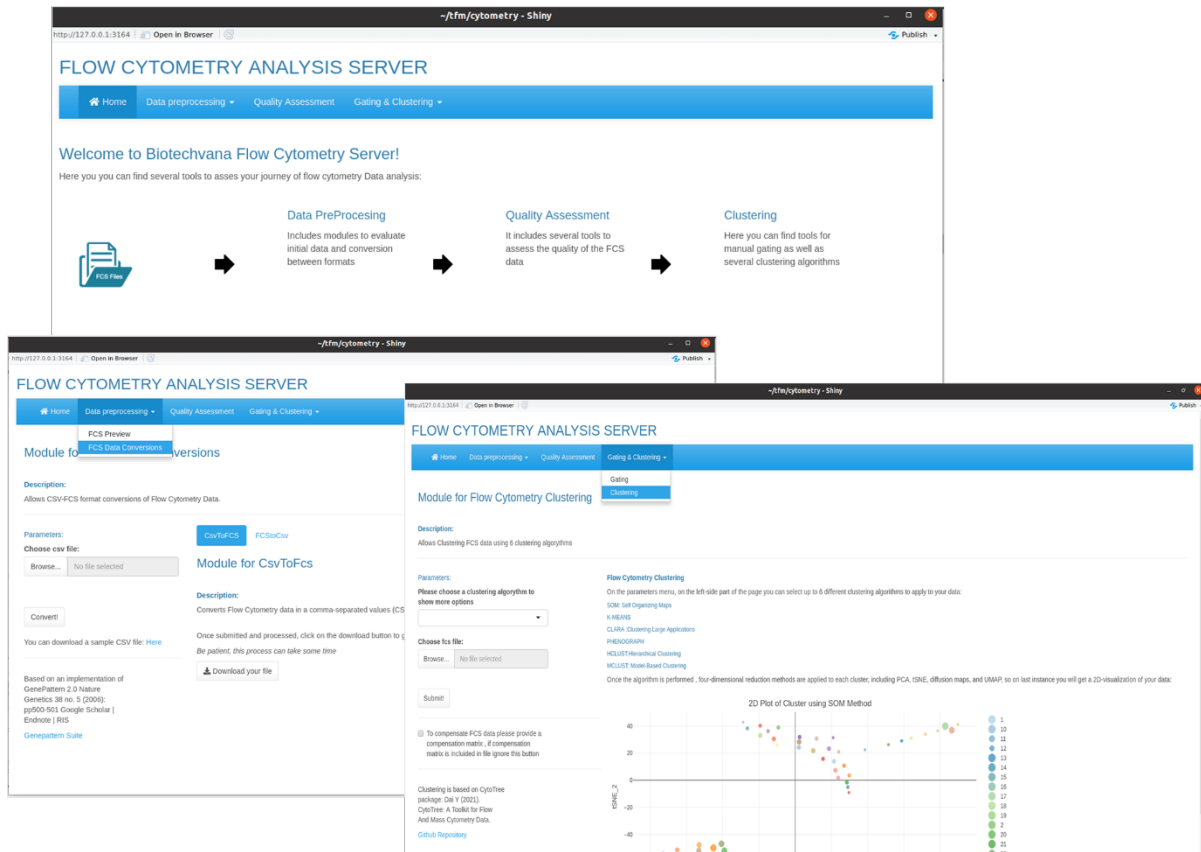 ~/tfm/cytometry - Shiny
http://127.0.0.1:3164 Open in Browser Publish
FLOW CYTOMETRY ANALYSIS SERVER
Home Data preprocessing Quality Assessment Gating & Clustering
Welcome to Biotechvana Flow Cytometry Server!
Here you you can find several tools to asses your journey of flow cytometry Data analysis:
FCS Files
Data PreProcesing
Includes modules to evaluate
initial data and conversion
between formats
Quality Assessment
It includes several tools to
assess the quality of the FCS
data
Clustering
Here you can find tools for
manual gating as well as
several clustering algorithms
~/tfm/cytometry - Shiny
http://127.0.0.1:3164 Open in Browser Publish
FLOW CYTOMETRY ANALYSIS SERVER
Home Data preprocessing Quality Assessment Gating & Clustering
FCS Preview
FCS Data Conversions
Module fo versions
Description:
Allows CSV-FCS format conversions of Flow Cytometry Data.
Parameters:
Choose csv file:
Browse... No file selected
Convert!
You can download a sample CSV file: Here
Based on an implementation of
GenePattern 2.0 Nature
Genetics 38 no. 5 (2006):
pp500-501 Google Scholar |
Endnote | RIS
Genepattern Suite
CsvToFCS FCStoCsv
Module for CsvToFcs
Description:
Converts Flow Cytometry data in a comma-separated values (CS
Once submitted and processed, click on the download button to g
Be patient, this process can take some time
Download your file
~/tfm/cytometry - Shiny
http://127.0.0.1:3164 Open in Browser Publish
FLOW CYTOMETRY ANALYSIS SERVER
Home Data preprocessing Quality Assessment Gating & Clustering
Gating
Clustering
Module for Flow Cytometry Clustering
Description:
Allows Clustering FCS data using 6 clustering algorythms
Parameters:
Please choose a clustering algorythm to
show more options
Choose fcs file:
Browse... No file selected
Submit!
To compensate FCS data please provide a
compensation matrix , if compensation
matrix is incluided in file ignore this button
Clustering is based on CytoTree
package: Dai Y (2021).
CytoTree: A Toolkit for Flow
And Mass Cytometry Data.
Github Repository
Flow Cytometry Clustering
On the parameters menu, on the left-side part of the page you can select up to 6 different clustering algorithms to apply to your data:
SOM: Self Organizing Maps
K-MEANS
CLARA :Clustering Large Applications
PHENOGRAPH
HCLUST:Hierarchical Clustering
MCLUST: Model-Based Clustering
Once the algorithm is performed , four-dimensional reduction methods are applied to each cluster, including PCA, tSNE, diffusion maps, and UMAP, so on last instance you will get a 2D-visualization of your data:
2D Plot of Cluster using SOM Method
tSNE_2
40
20
0
−20
−40
1
10
11
12
13
14
15
16
17
18
19
2
20
21